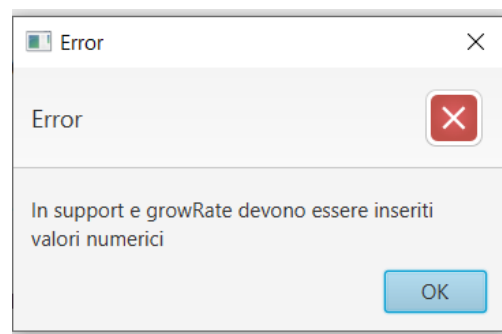 Error
Error
In support e growRate devono essere inseriti
valori numerici
OK